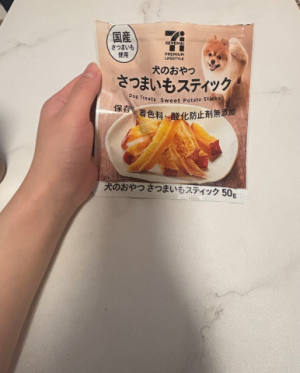 国産
さつまいも
使用
7i
SEVEN&i
PREMIUM
LIFESTYLE
犬のおやつ
さつまいもスティック
Dog Treats Sweet Potato Sticks
保存料・着色料・酸化防止剤無添加
犬のおやつ さつまいもスティック 50g